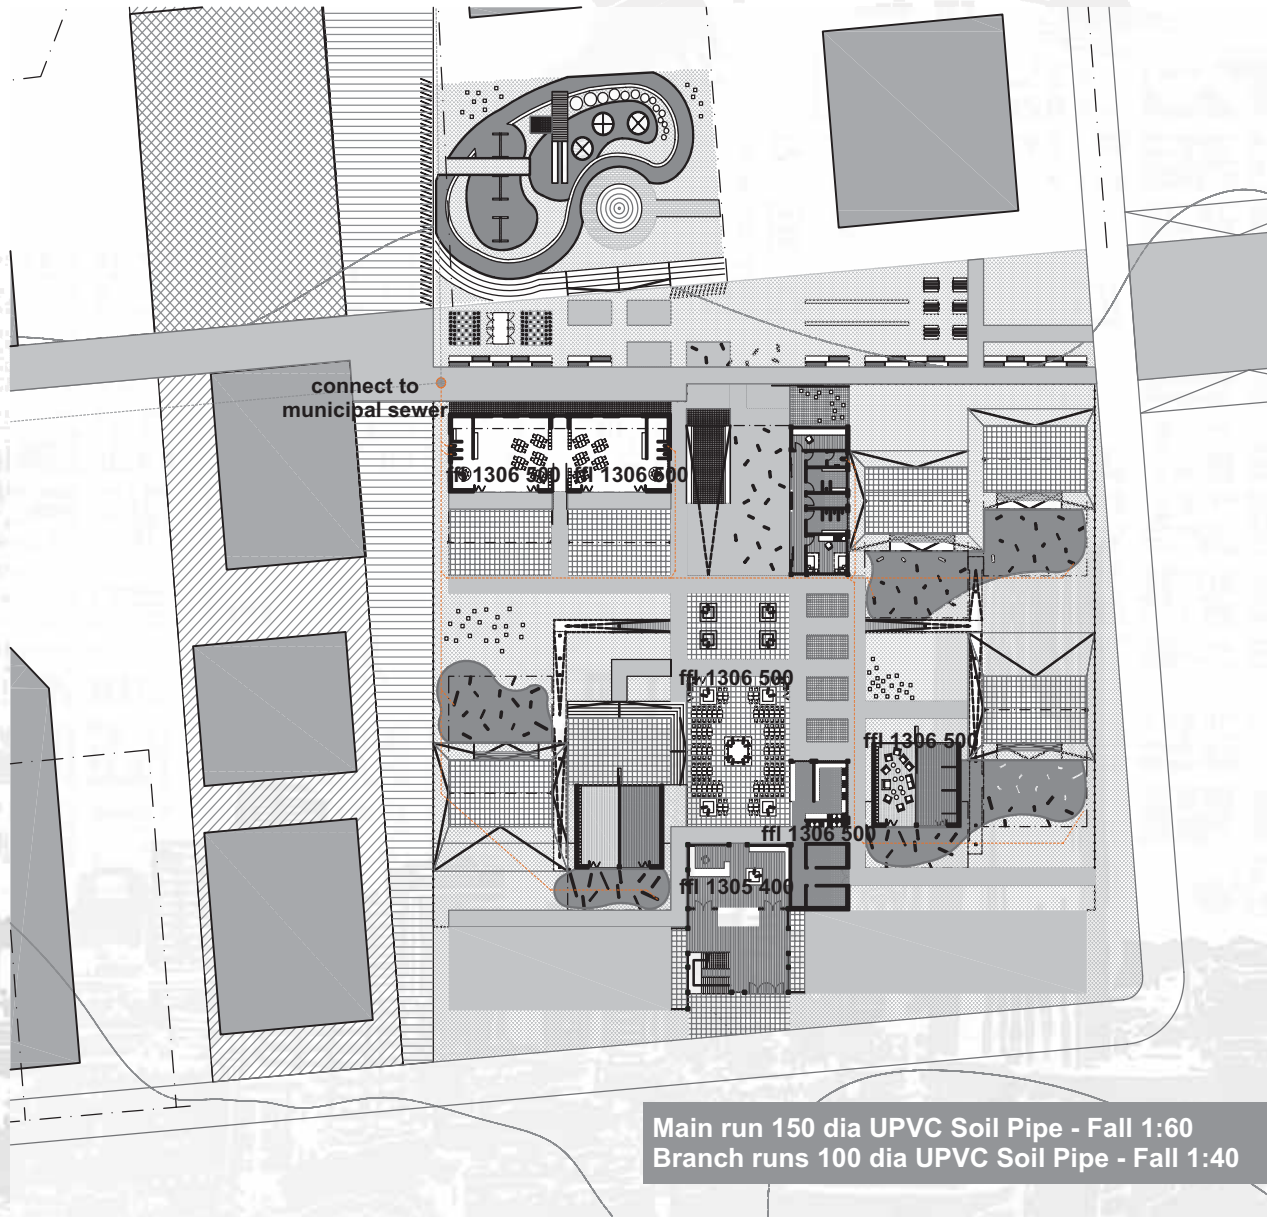 connect to
municipal sewer
ffl 1306 500
ffl 1306 600
ffl 1306 500
ffl 1306 500
ffl 1306 500
ffl 1305 400
Main run 150 dia UPVC Soil Pipe - Fall 1:60
Branch runs 100 dia UPVC Soil Pipe - Fall 1:40